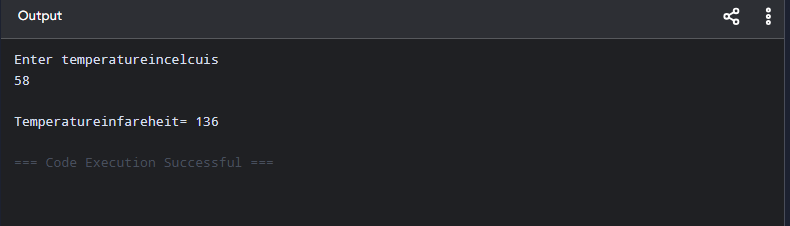 Output
Enter temperatureincelcuis
58
Temperatureinfareheit= 136
=== Code Execution Successful ===